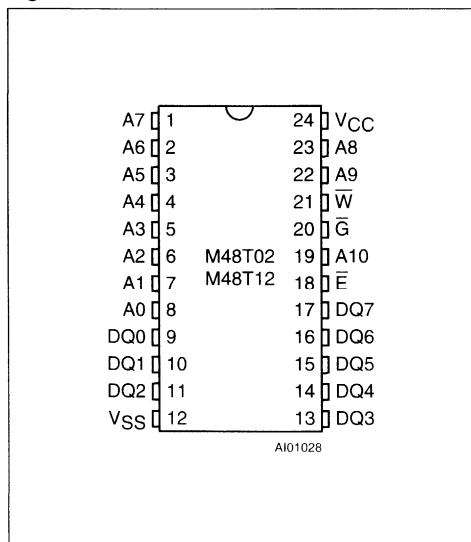 A7 1 24 VCC
A6 2 23 A8
A5 3 22 A9
A4 4 21 W̅
A3 5 20 G̅
A2 6 M48T02 19 A10
A1 7 M48T12 18 E̅
A0 8 17 DQ7
DQ0 9 16 DQ6
DQ1 10 15 DQ5
DQ2 11 14 DQ4
VSS 12 13 DQ3
AI01028